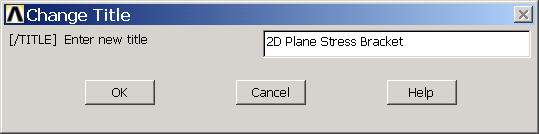 Change Title
[/TITLE] Enter new title 2D Plane Stress Bracket
OK Cancel Help